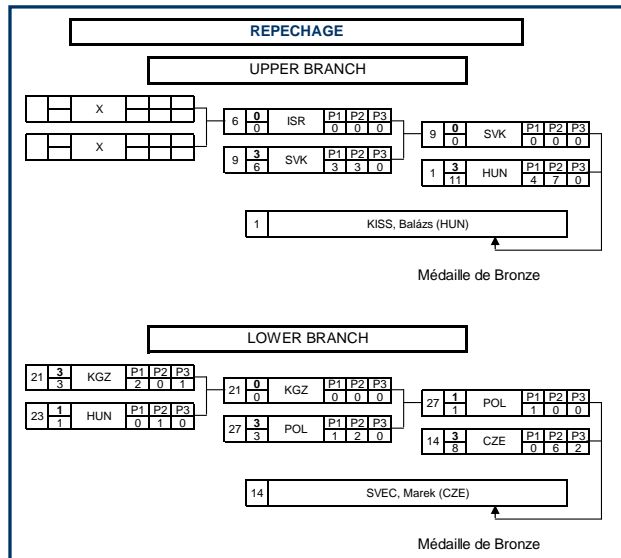 REPECHAGE
UPPER BRANCH
X
X
6 0 ISR P1 P2 P3
0 0 0 0
9 3 SVK P1 P2 P3
6 3 3 0
9 0 SVK P1 P2 P3
0 0 0 0
1 3 HUN P1 P2 P3
11 4 7 0
1 KISS, Balázs (HUN)
Médaille de Bronze
LOWER BRANCH
21 3 KGZ P1 P2 P3
3 2 0 1
23 1 HUN P1 P2 P3
1 0 1 0
21 0 KGZ P1 P2 P3
0 0 0 0
27 3 POL P1 P2 P3
3 1 2 0
27 1 POL P1 P2 P3
1 1 0 0
14 3 CZE P1 P2 P3
8 0 6 2
14 SVEC, Marek (CZE)
Médaille de Bronze